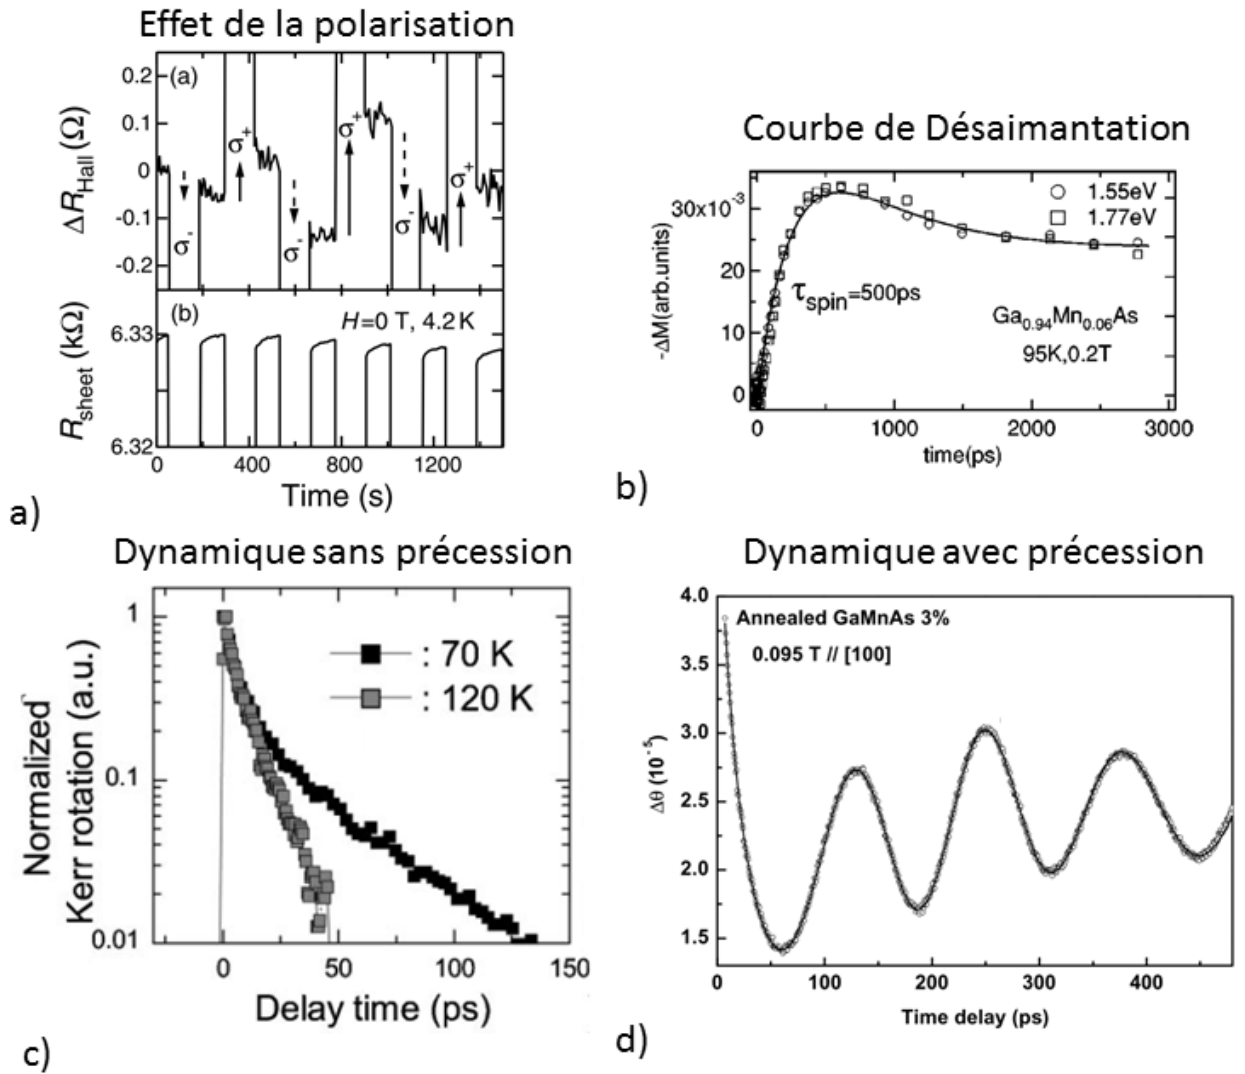 Effet de la polarisation
(a)
0.2
0.1
0
-0.1
-0.2
ΔR_Hall (Ω)
σ⁻
σ⁺
σ⁻
σ⁺
σ⁻
σ⁺
(b)
H=0 T, 4.2 K
6.33
6.32
R_sheet (kΩ)
0 400 800 1200
Time (s)
a)
Courbe de Désaimantation
b)
30x10⁻³
20
10
0
-ΔM(arb.units)
1.55eV
1.77eV
τ_spin=500ps
Ga₀.₉₄Mn₀.₀₆As
95K,0.2T
0 1000 2000 3000
time(ps)
b)
Dynamique sans précession
1
0.1
0.01
Normalized
Kerr rotation (a.u.)
: 70 K
: 120 K
0 50 100 150
Delay time (ps)
c)
Dynamique avec précession
4.0
3.5
3.0
2.5
2.0
1.5
Δθ (10⁻⁵)
Annealed GaMnAs 3%
0.095 T // [100]
0 100 200 300 400
Time delay (ps)
d)